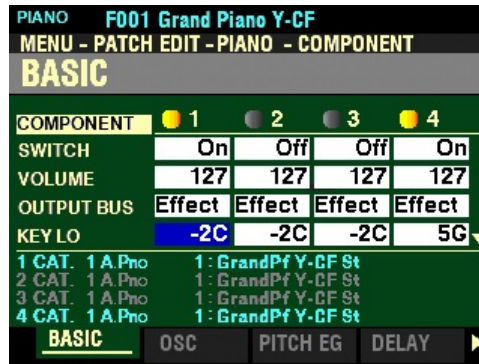 PIANO F001 Grand Piano Y-CF
MENU - PATCH EDIT - PIANO - COMPONENT
BASIC
COMPONENT 1 2 3 4
SWITCH On Off Off On
VOLUME 127 127 127 127
OUTPUT BUS Effect Effect Effect Effect
KEY LO -2C -2C -2C 5G
1 CAT. 1 A.Pno 1:GrandPf Y-CF St
2 CAT. 1 A.Pno 1:GrandPf Y-CF St
3 CAT. 1 A.Pno 1:GrandPf Y-CF St
4 CAT. 1 A.Pno 1:GrandPf Y-CF St
BASIC OSC PITCH EG DELAY